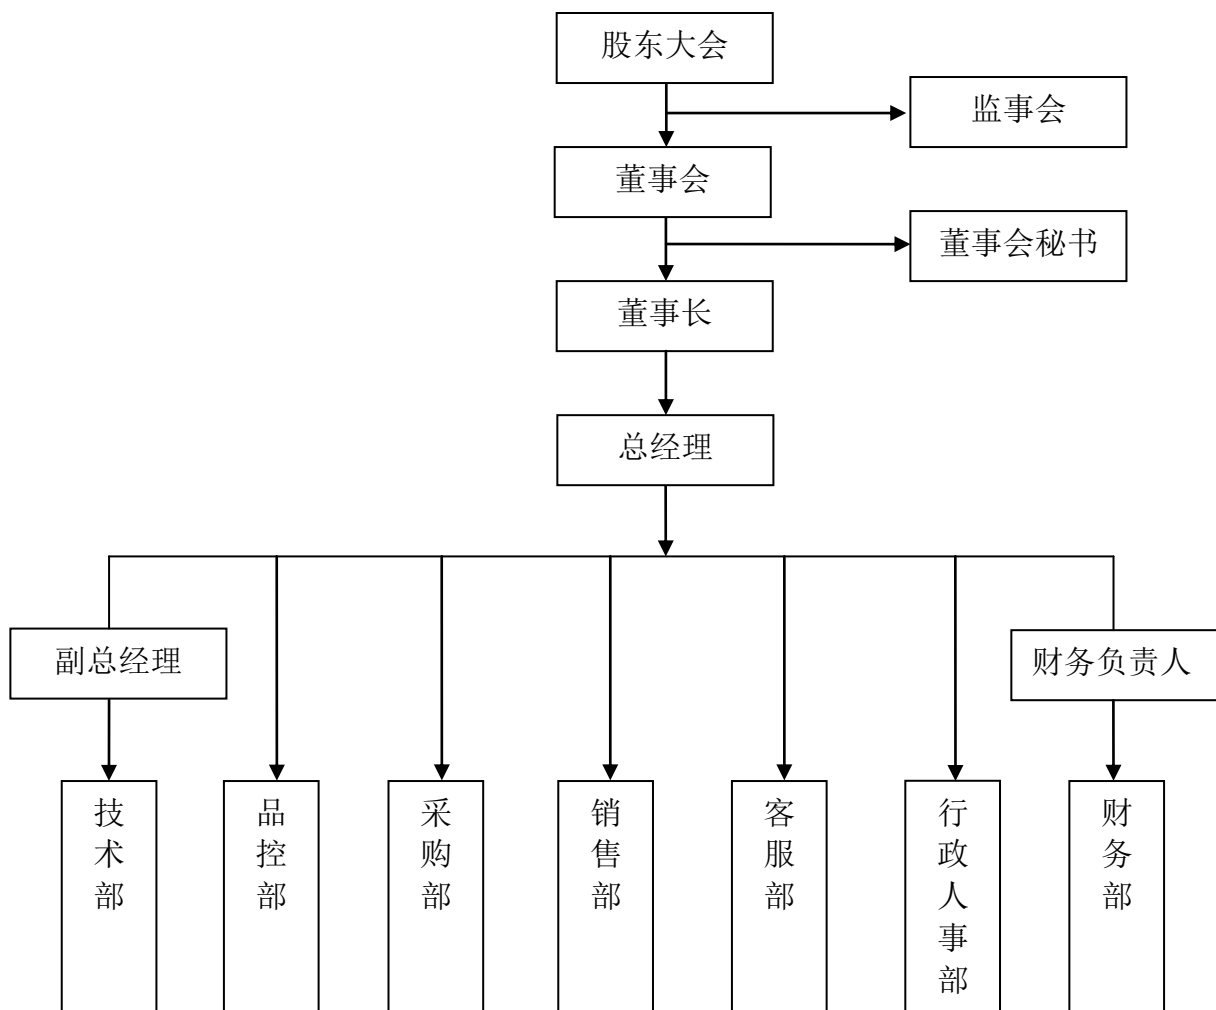 股东大会
监事会
董事会
董事会秘书
董事长
总经理
副总经理
财务负责人
技术部
品控部
采购部
销售部
客服部
行政人事部
财务部